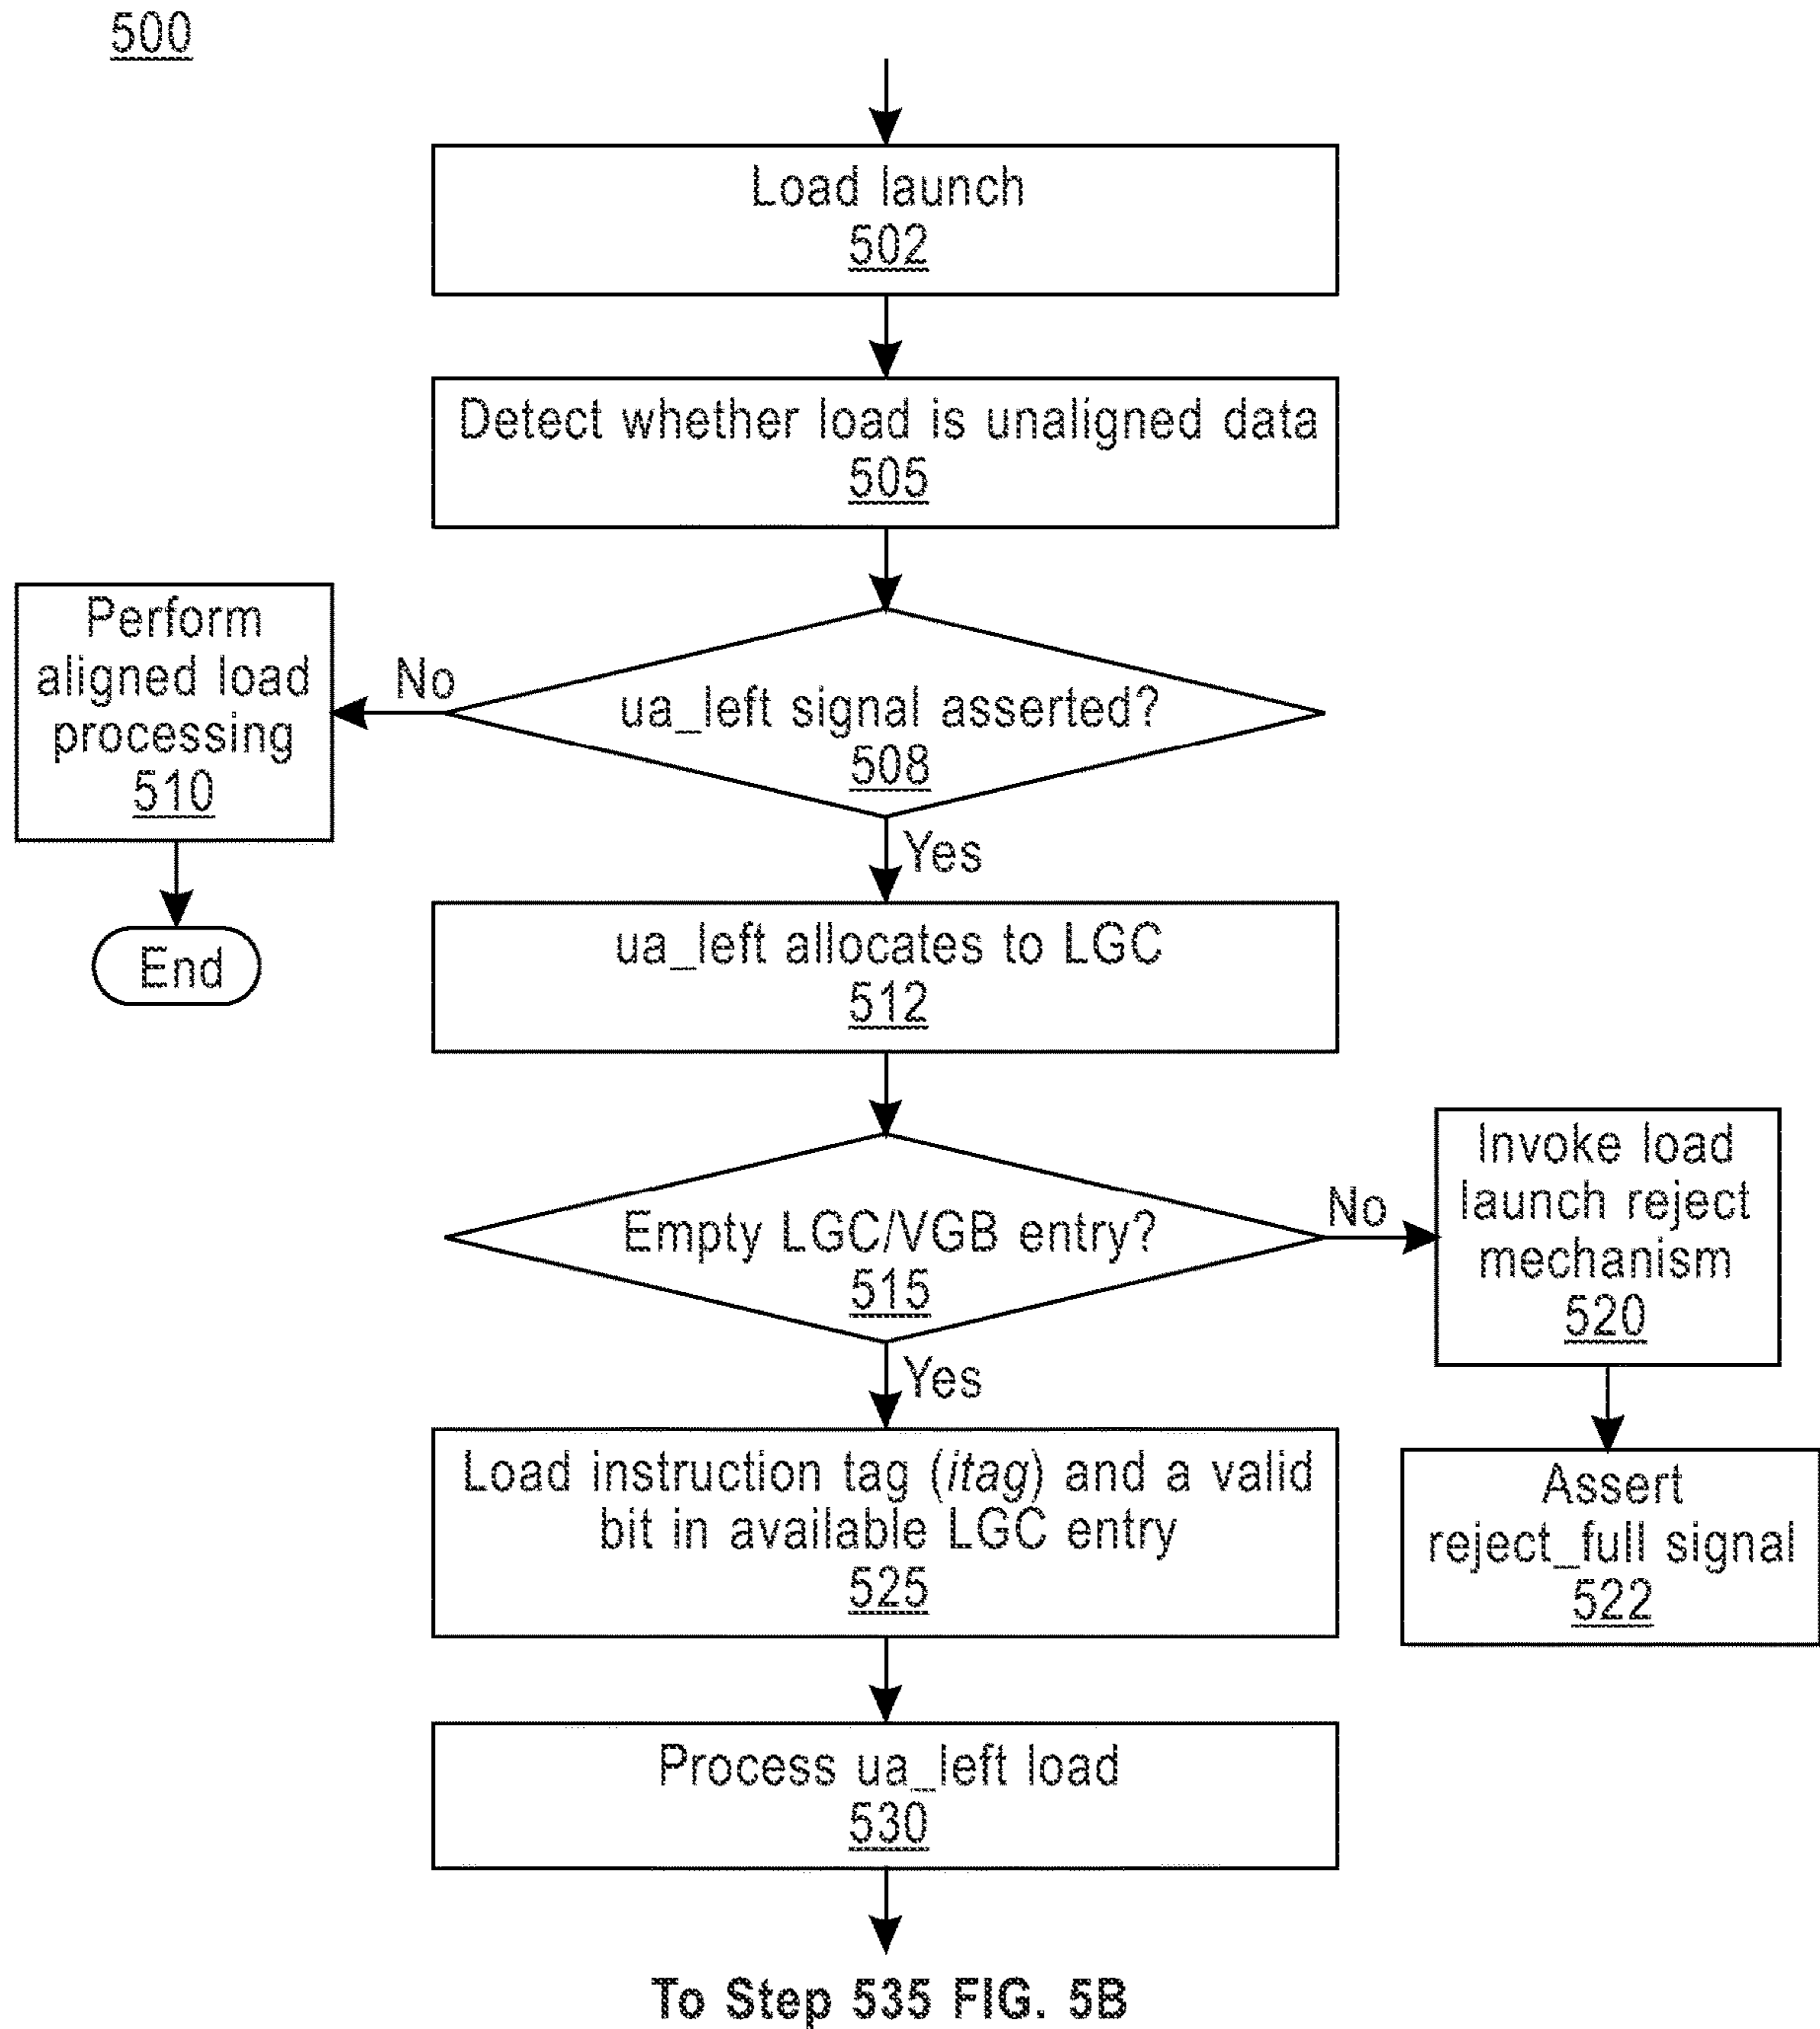 500
Load launch
502
Detect whether load is unaligned data
505
Perform
aligned load
processing
510
No
ua_left signal asserted?
508
Yes
End
ua_left allocates to LGC
512
Empty LGC/VGB entry?
515
No
Invoke load
launch reject
mechanism
520
Yes
Load instruction tag (itag) and a valid
bit in available LGC entry
525
Assert
reject_full signal
522
Process ua_left load
530
To Step 535 FIG. 5B